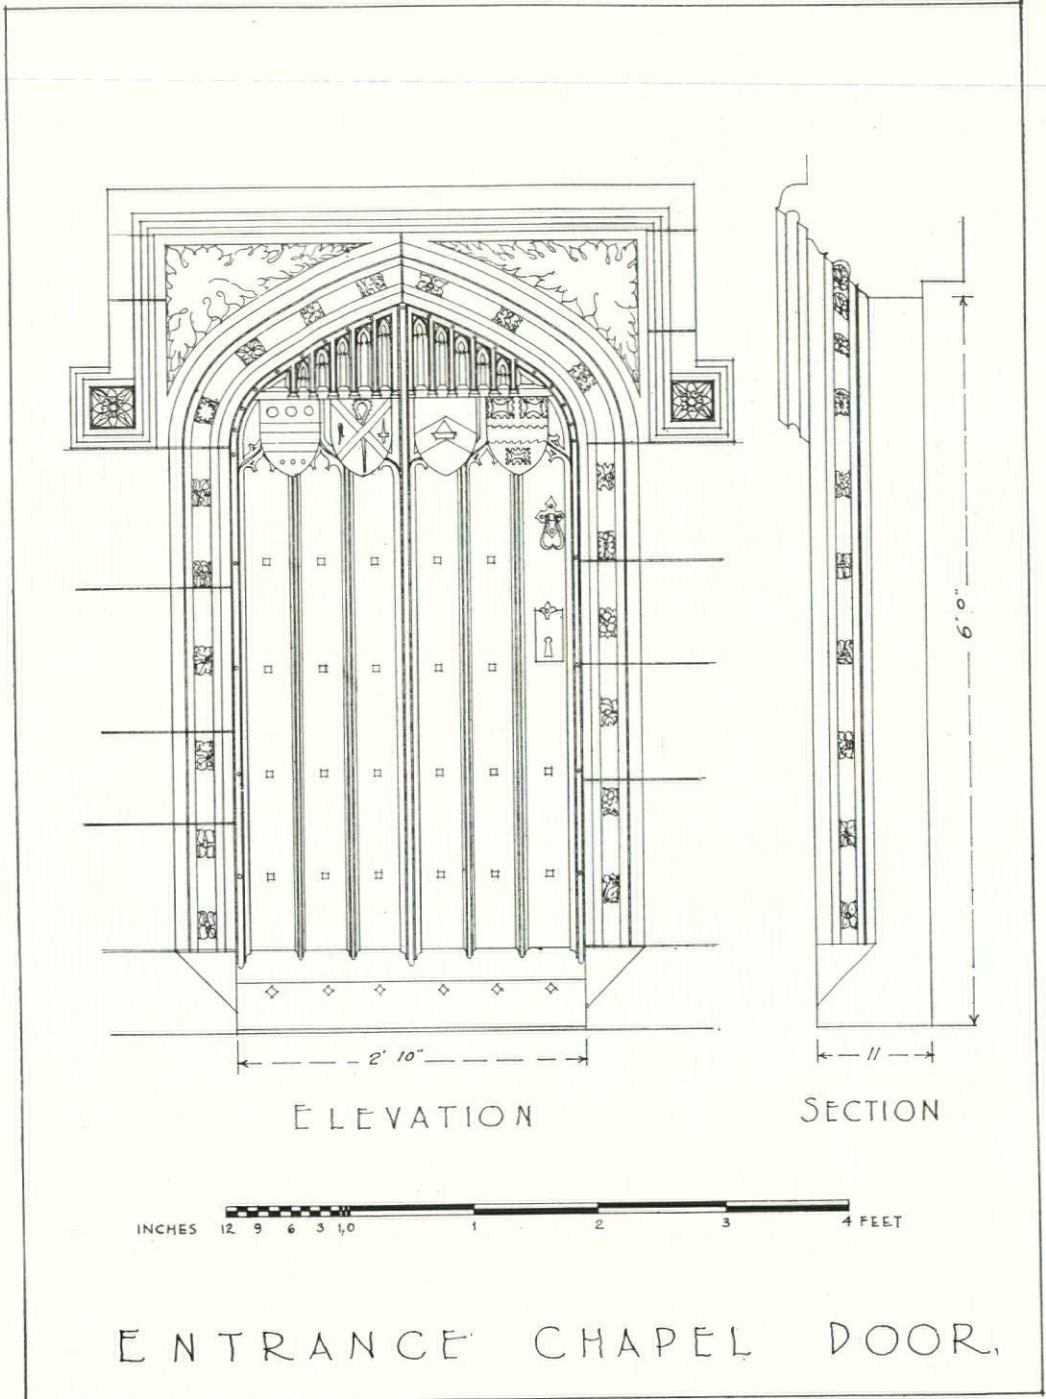 6' 0"
2' 10"
11
ELEVATION
SECTION
INCHES 12 9 6 3 1,0 1 2 3 4 FEET
ENTRANCE CHAPEL DOOR.